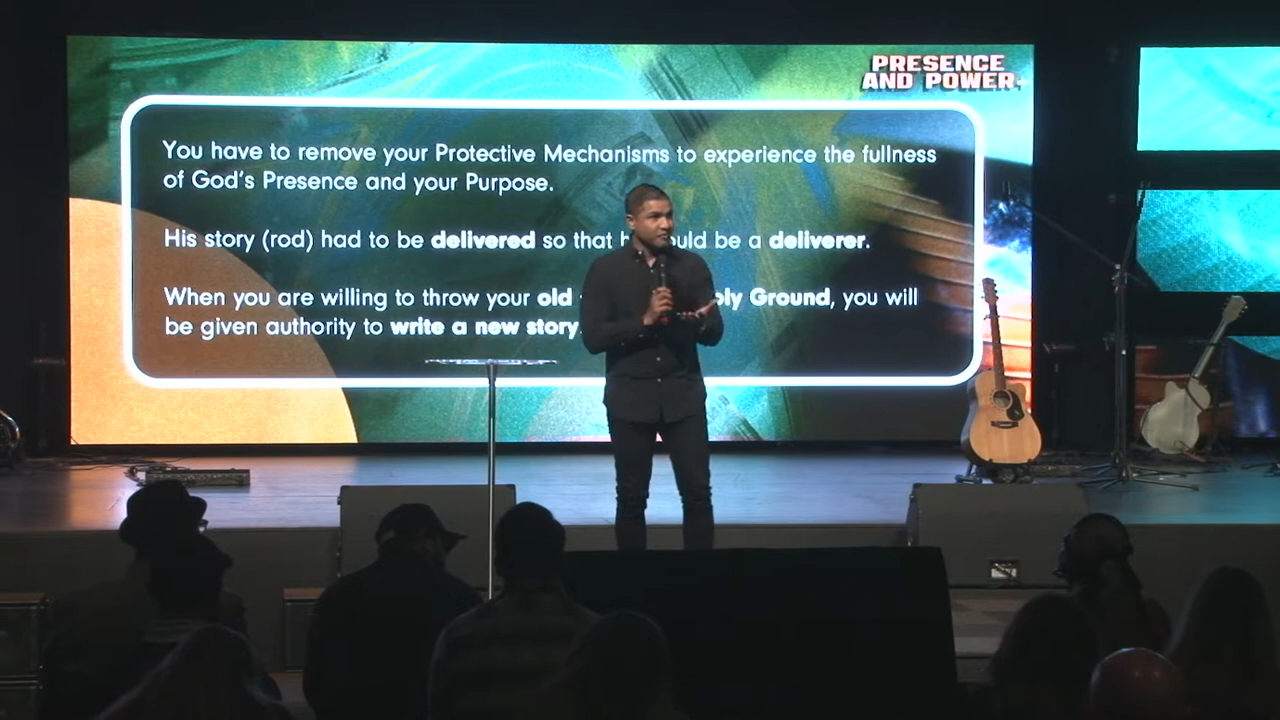 PRESENCE
AND POWER
You have to remove your Protective Mechanisms to experience the fullness
of God's Presence and your Purpose.
His story (rod) had to be delivered so that be a deliverer.
When you are willing to throw your old Ground, you will
be given authority to write a new story